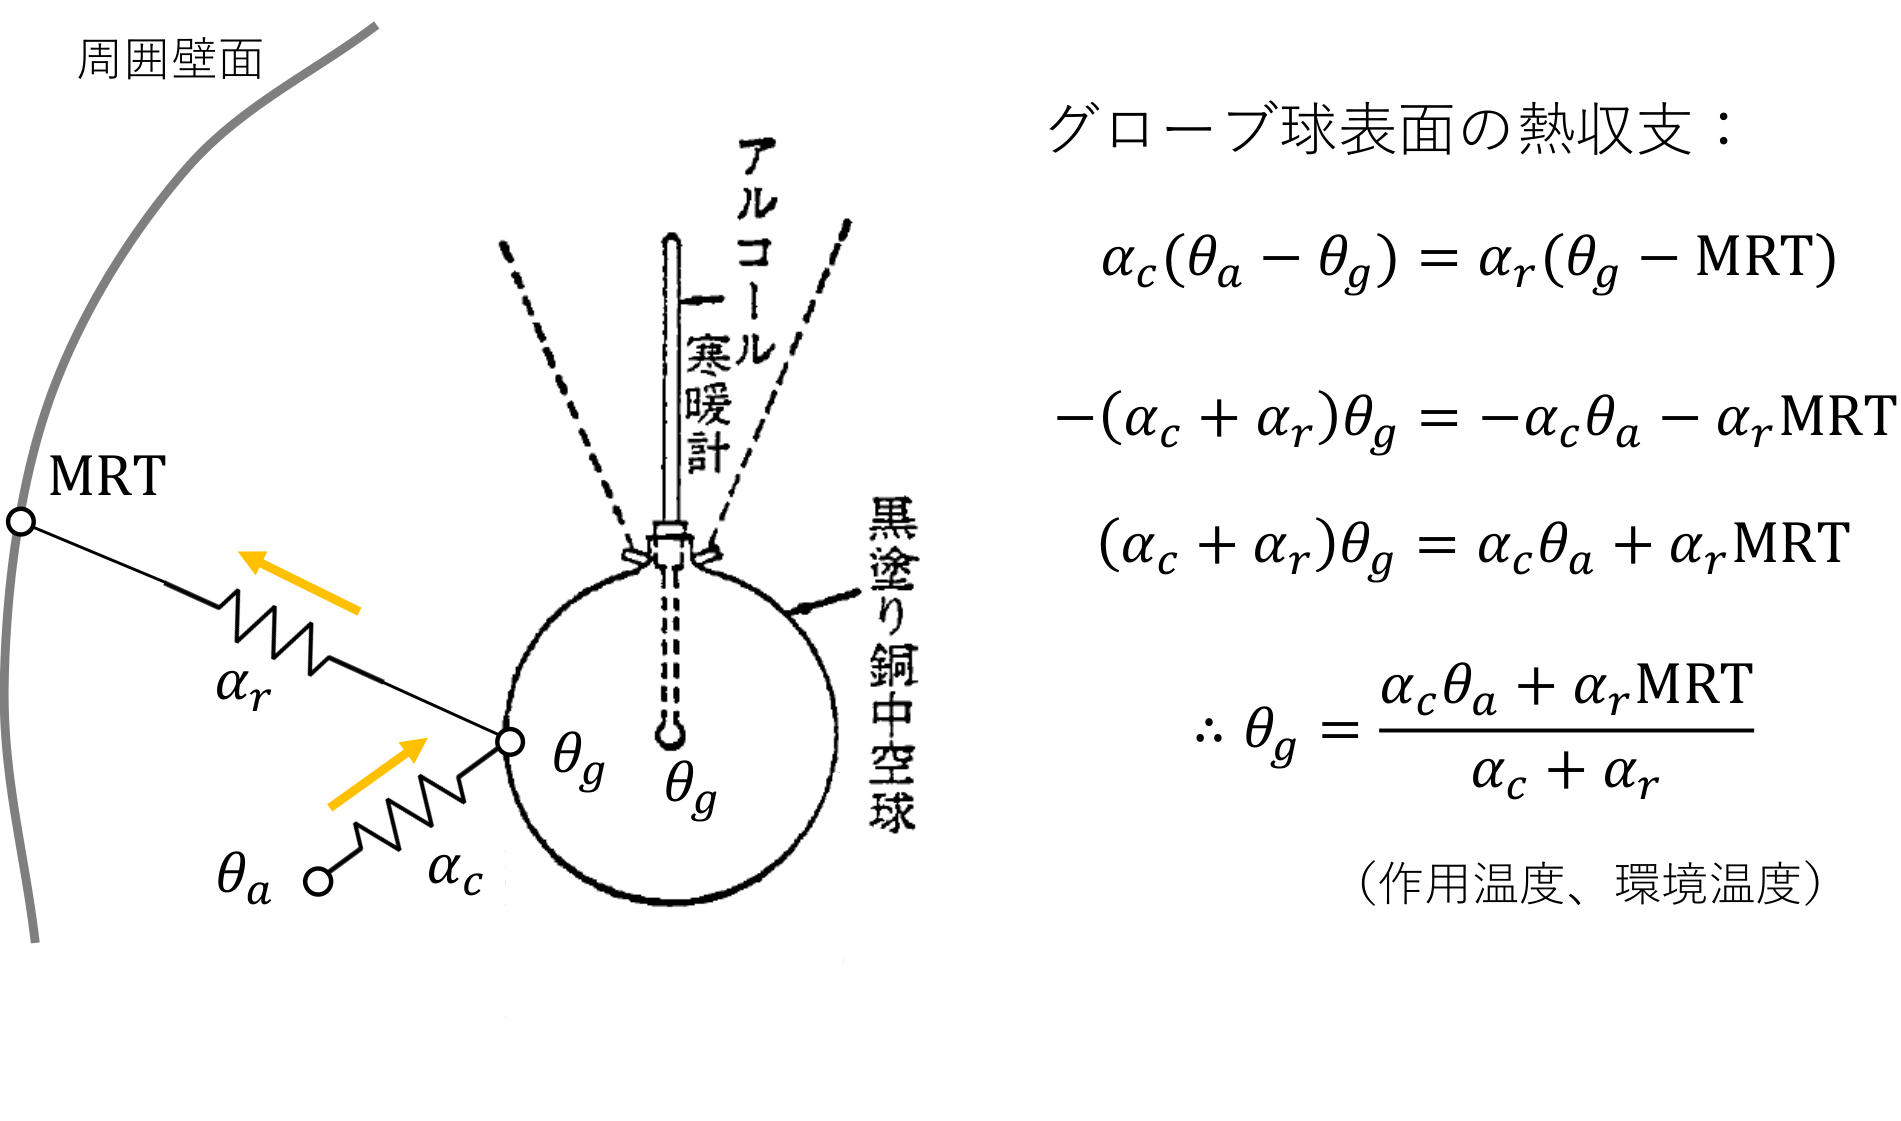 周囲壁面
MRT
αr
θa
αc
θg
θg
アルコール
寒暖計
黒塗り銅中空球
グローブ球表面の熱収支：
αc(θa − θg) = αr(θg − MRT)
−(αc + αr)θg = −αcθa − αrMRT
(αc + αr)θg = αcθa + αrMRT
∴ θg = (αcθa + αrMRT) / (αc + αr)
（作用温度、環境温度）